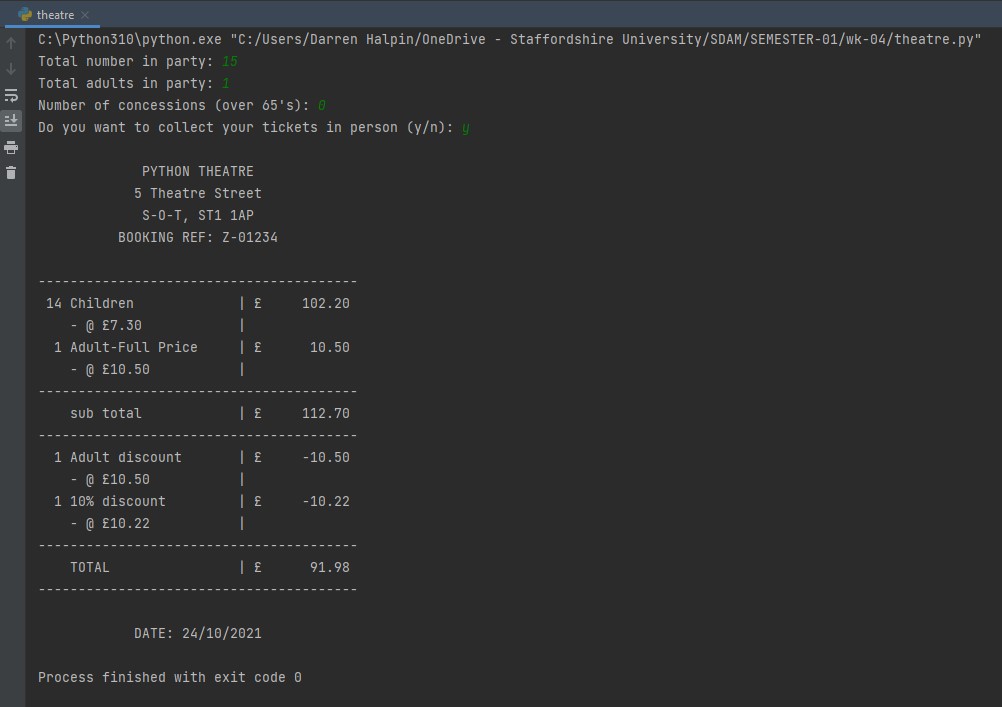 theatre
C:\Python310\python.exe "C:/Users/Darren Halpin/OneDrive - Staffordshire University/SDAM/SEMESTER-01/wk-04/theatre.py"
Total number in party: 15
Total adults in party: 1
Number of concessions (over 65's): 0
Do you want to collect your tickets in person (y/n): y
PYTHON THEATRE
5 Theatre Street
S-O-T, ST1 1AP
BOOKING REF: Z-01234
----------------------------------------
14 Children | £ 102.20
- @ £7.30 |
1 Adult-Full Price | £ 10.50
- @ £10.50 |
----------------------------------------
sub total | £ 112.70
----------------------------------------
1 Adult discount | £ -10.50
- @ £10.50 |
1 10% discount | £ -10.22
- @ £10.22 |
----------------------------------------
TOTAL | £ 91.98
----------------------------------------
DATE: 24/10/2021
Process finished with exit code 0